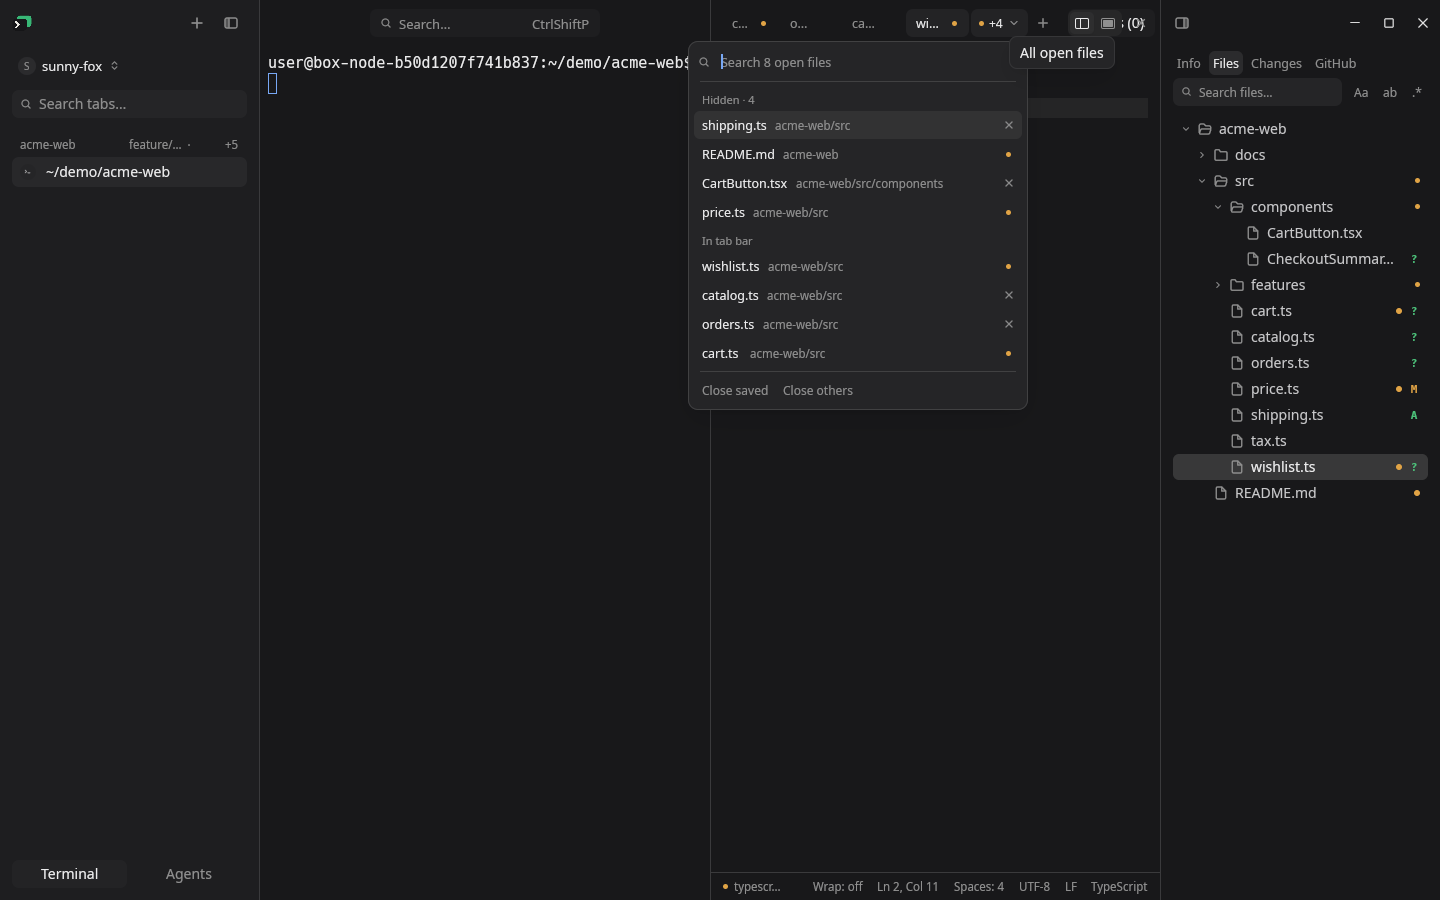 Search... CtrlShiftP
c... o... ca... wi... +4
(0)
All open files
S sunny-fox
Search tabs...
acme-web feature/... · +5
~/demo/acme-web
Terminal Agents
user@box-node-b50d1207f741b837:~/demo/acme-web$
Search 8 open files
Hidden · 4
shipping.ts acme-web/src
README.md acme-web
CartButton.tsx acme-web/src/components
price.ts acme-web/src
In tab bar
wishlist.ts acme-web/src
catalog.ts acme-web/src
orders.ts acme-web/src
cart.ts acme-web/src
Close saved Close others
typescr... Wrap: off Ln 2, Col 11 Spaces: 4 UTF-8 LF TypeScript
Info Files Changes GitHub
Search files... Aa ab .*
acme-web
docs
src
components
CartButton.tsx
CheckoutSummar... ?
features
cart.ts ?
catalog.ts ?
orders.ts ?
price.ts M
shipping.ts A
tax.ts
wishlist.ts ?
README.md